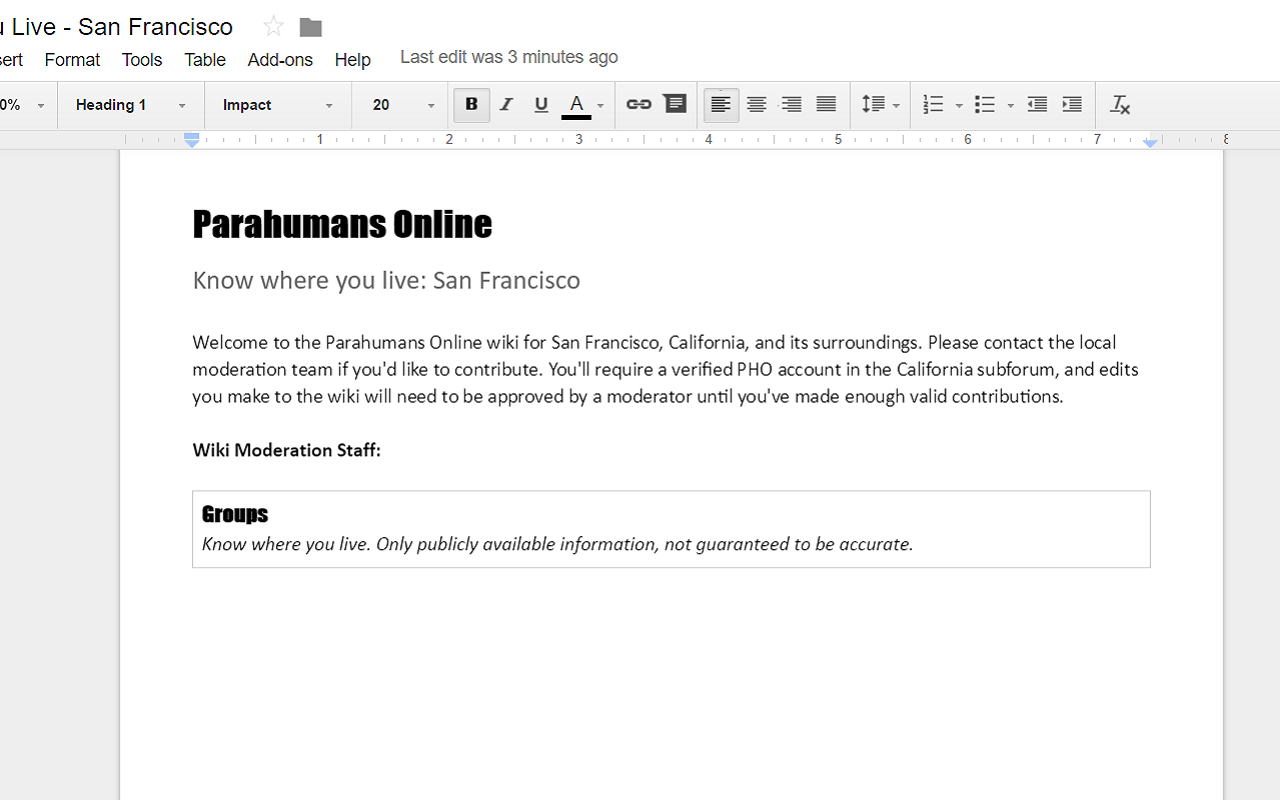 u Live - San Francisco
sert Format Tools Table Add-ons Help Last edit was 3 minutes ago
0% Heading 1 Impact 20 B I U A
1 2 3 4 5 6 7 8
Parahumans Online
Know where you live: San Francisco
Welcome to the Parahumans Online wiki for San Francisco, California, and its surroundings. Please contact the local
moderation team if you'd like to contribute. You'll require a verified PHO account in the California subforum, and edits
you make to the wiki will need to be approved by a moderator until you've made enough valid contributions.
Wiki Moderation Staff:
Groups
Know where you live. Only publicly available information, not guaranteed to be accurate.